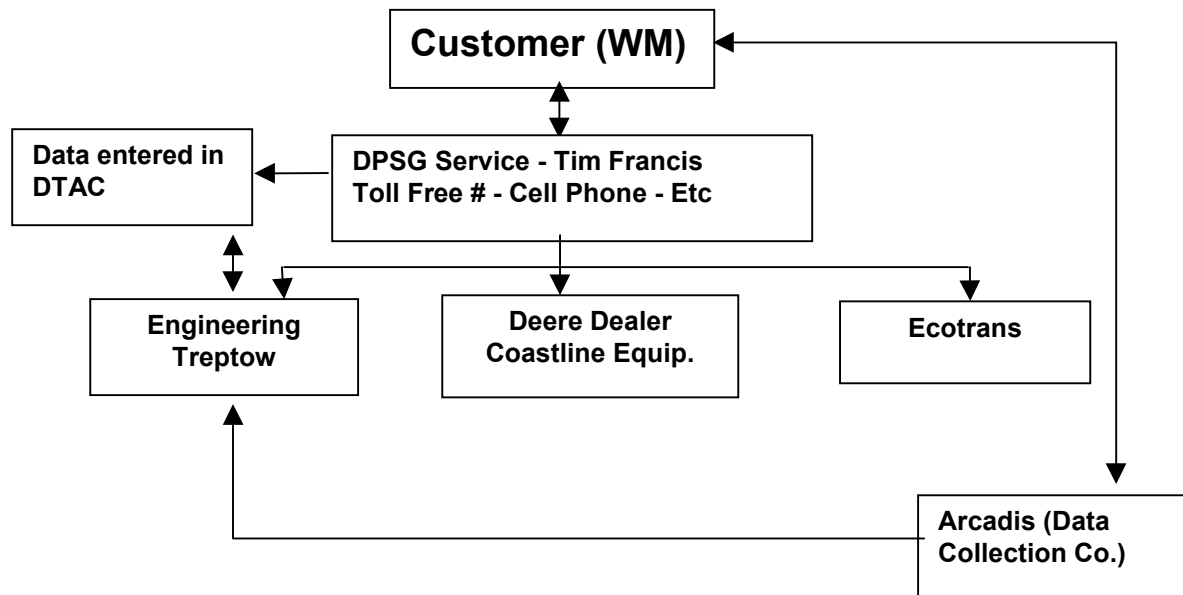 Customer (WM)
Data entered in
DTAC
DPSG Service - Tim Francis
Toll Free # - Cell Phone - Etc
Engineering
Treptow
Deere Dealer
Coastline Equip.
Ecotrans
Arcadis (Data
Collection Co.)